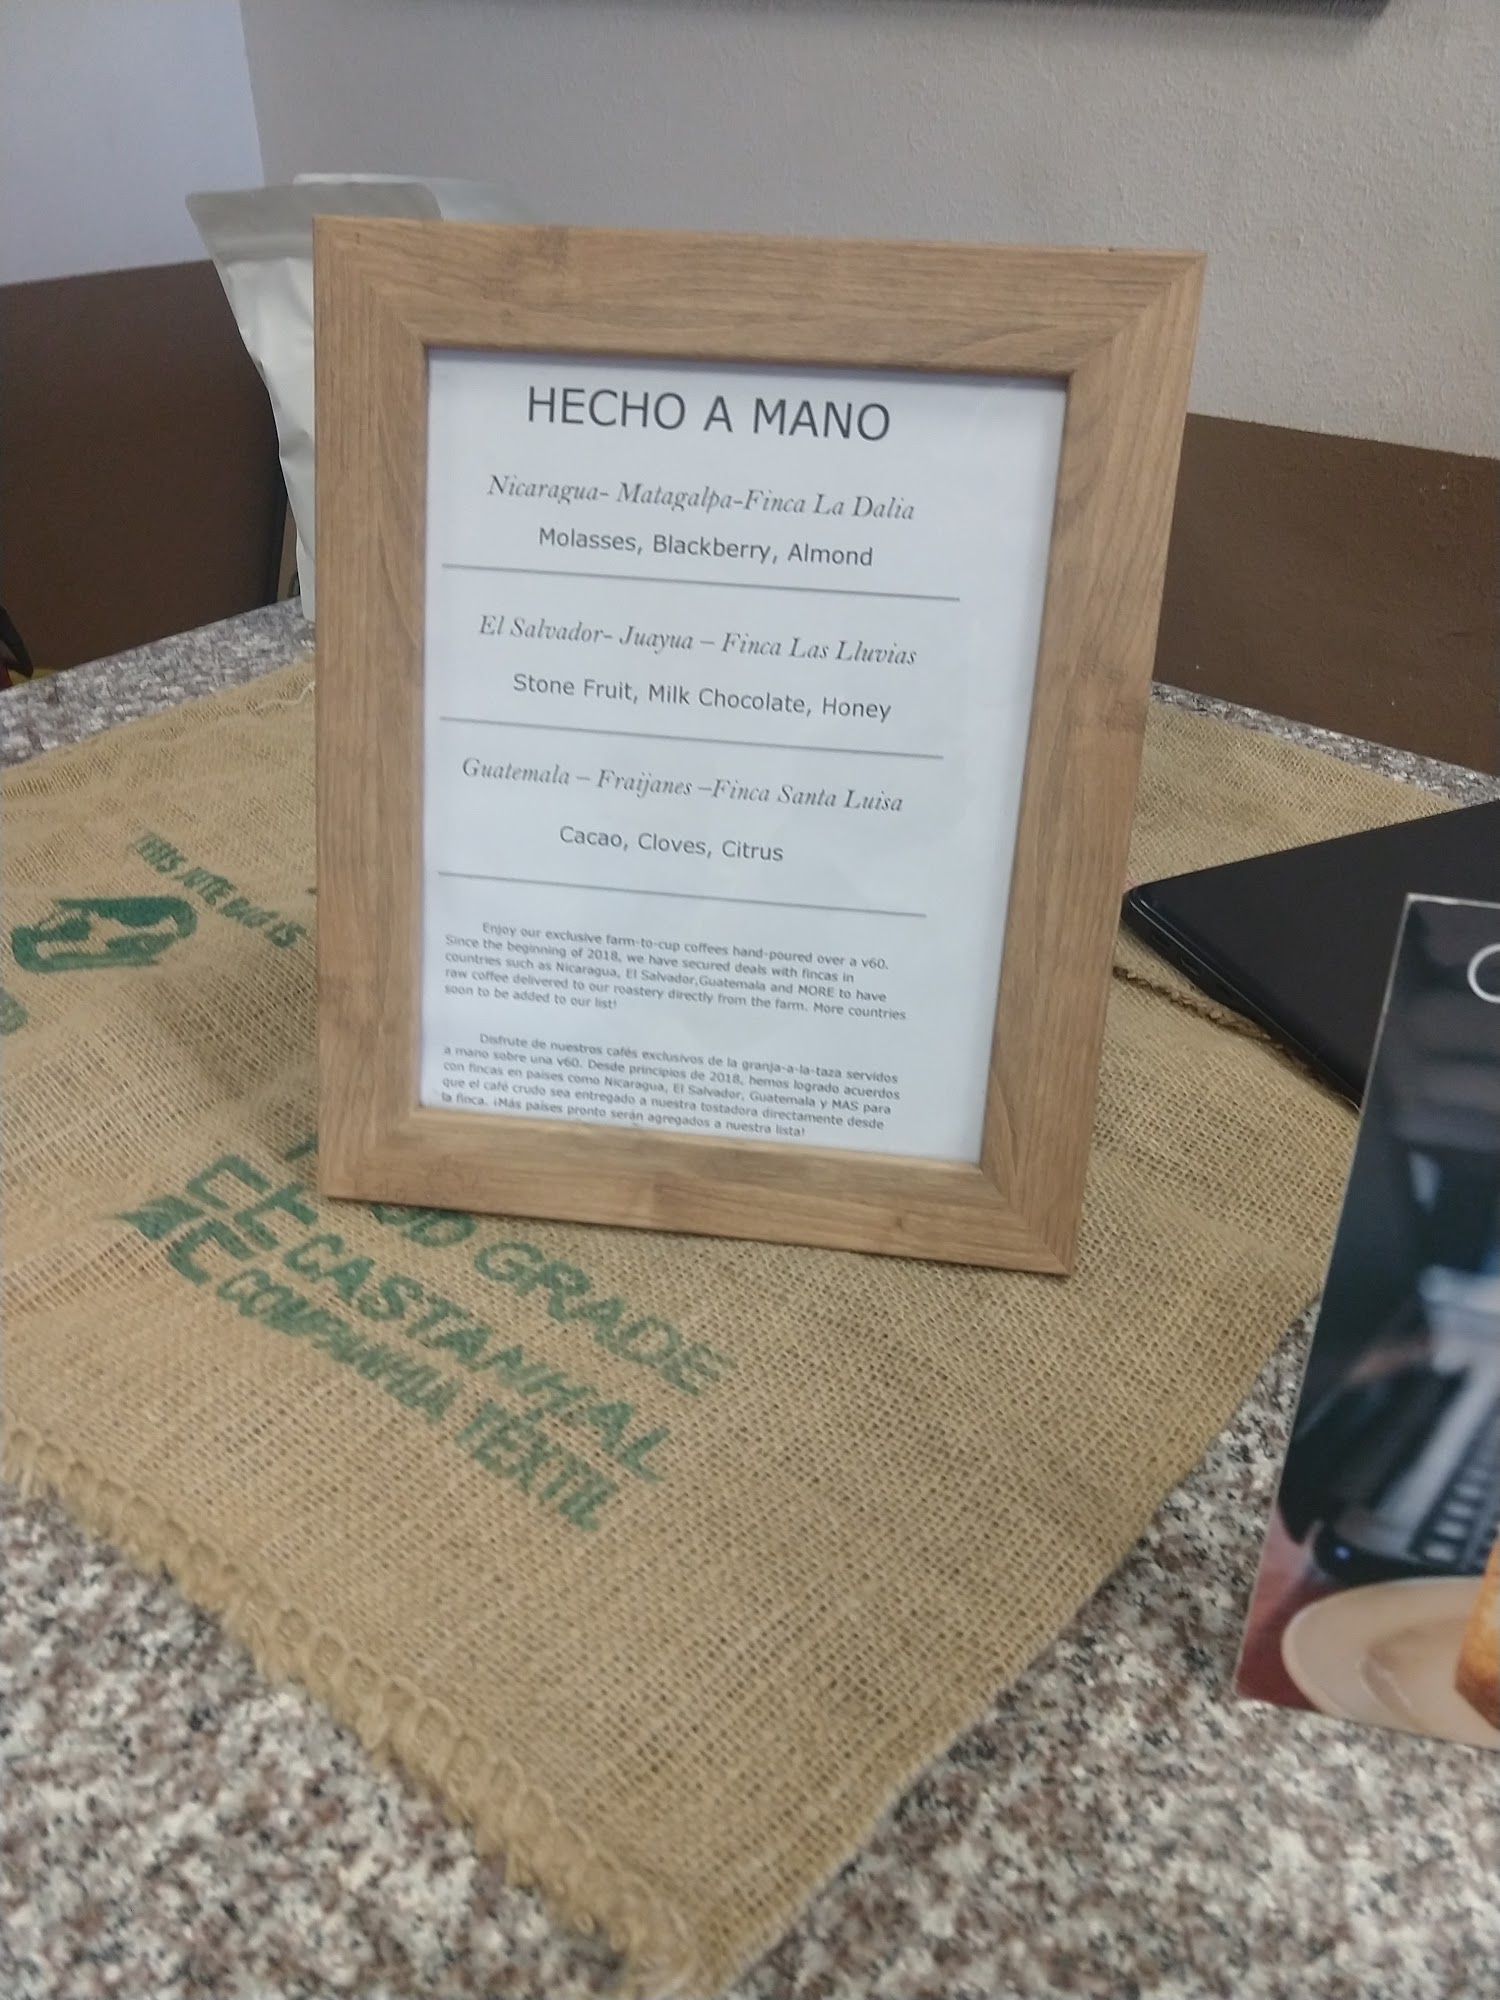 HECHO A MANO
Nicaragua- Matagalpa-Finca La Dalia
Molasses, Blackberry, Almond
El Salvador- Juayua – Finca Las Lluvias
Stone Fruit, Milk Chocolate, Honey
Guatemala – Fraijanes –Finca Santa Luisa
Cacao, Cloves, Citrus
Enjoy our exclusive farm-to-cup coffees hand-poured over a v60.
Since the beginning of 2018, we have secured deals with fincas in
countries such as Nicaragua, El Salvador,Guatemala and MORE to have
raw coffee delivered to our roastery directly from the farm. More countries
soon to be added to our list!
Disfrute de nuestros cafés exclusivos de la granja-a-la-taza servidos
a mano sobre una v60. Desde principios de 2018, hemos logrado acuerdos
con fincas en países como Nicaragua, El Salvador, Guatemala y MAS para
que el café crudo sea entregado a nuestra tostadora directamente desde
la finca. ¡Más países pronto serán agregados a nuestra lista!
THIS JUTE BAG IS
GRADE
CASTANHAL
COMPANHIA TÊXTIL